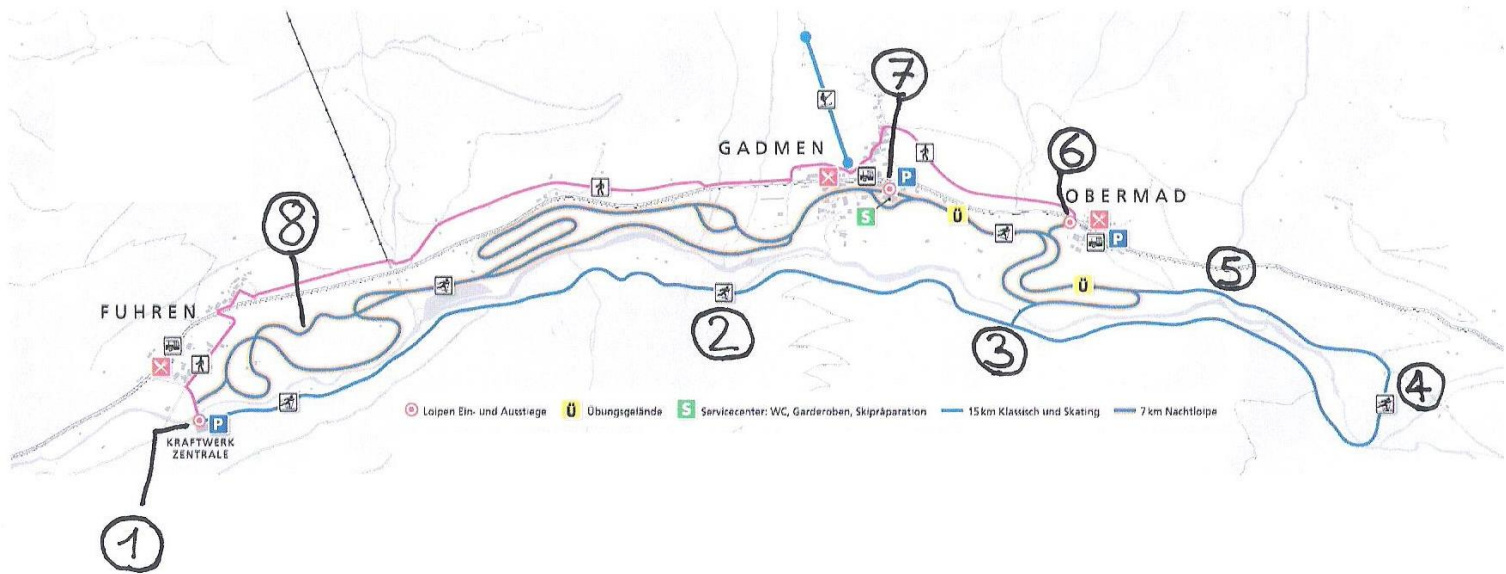 7
GADMEN
6
P
OBERMAD
S
Ü
P
8
5
Ü
FUHREN
2
3
4
P
KRAFTWERK
ZENTRALE
Loipen Ein- und Ausstiege Ü Übungsgelände S Servicecenter: WC, Garderoben, Skipräparation 15 km Klassisch und Skating 7 km Nachtloipe
1